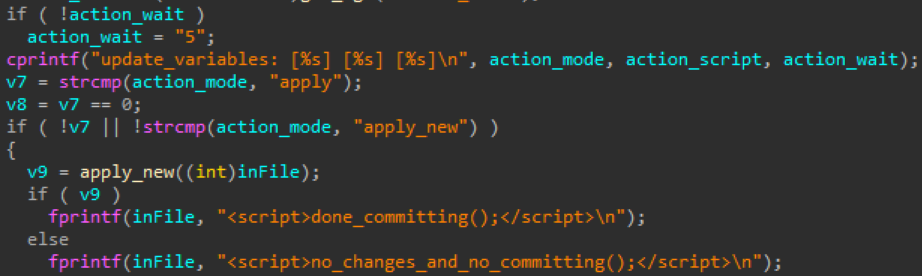 if ( !action_wait )
action_wait = "5";
cprintf("update_variables: [%s] [%s] [%s]\n", action_mode, action_script, action_wait);
v7 = strcmp(action_mode, "apply");
v8 = v7 == 0;
if ( !v7 || !strcmp(action_mode, "apply_new") )
{
v9 = apply_new((int)inFile);
if ( v9 )
fprintf(inFile, "<script>done_committing();</script>\n");
else
fprintf(inFile, "<script>no_changes_and_no_committing();</script>\n");